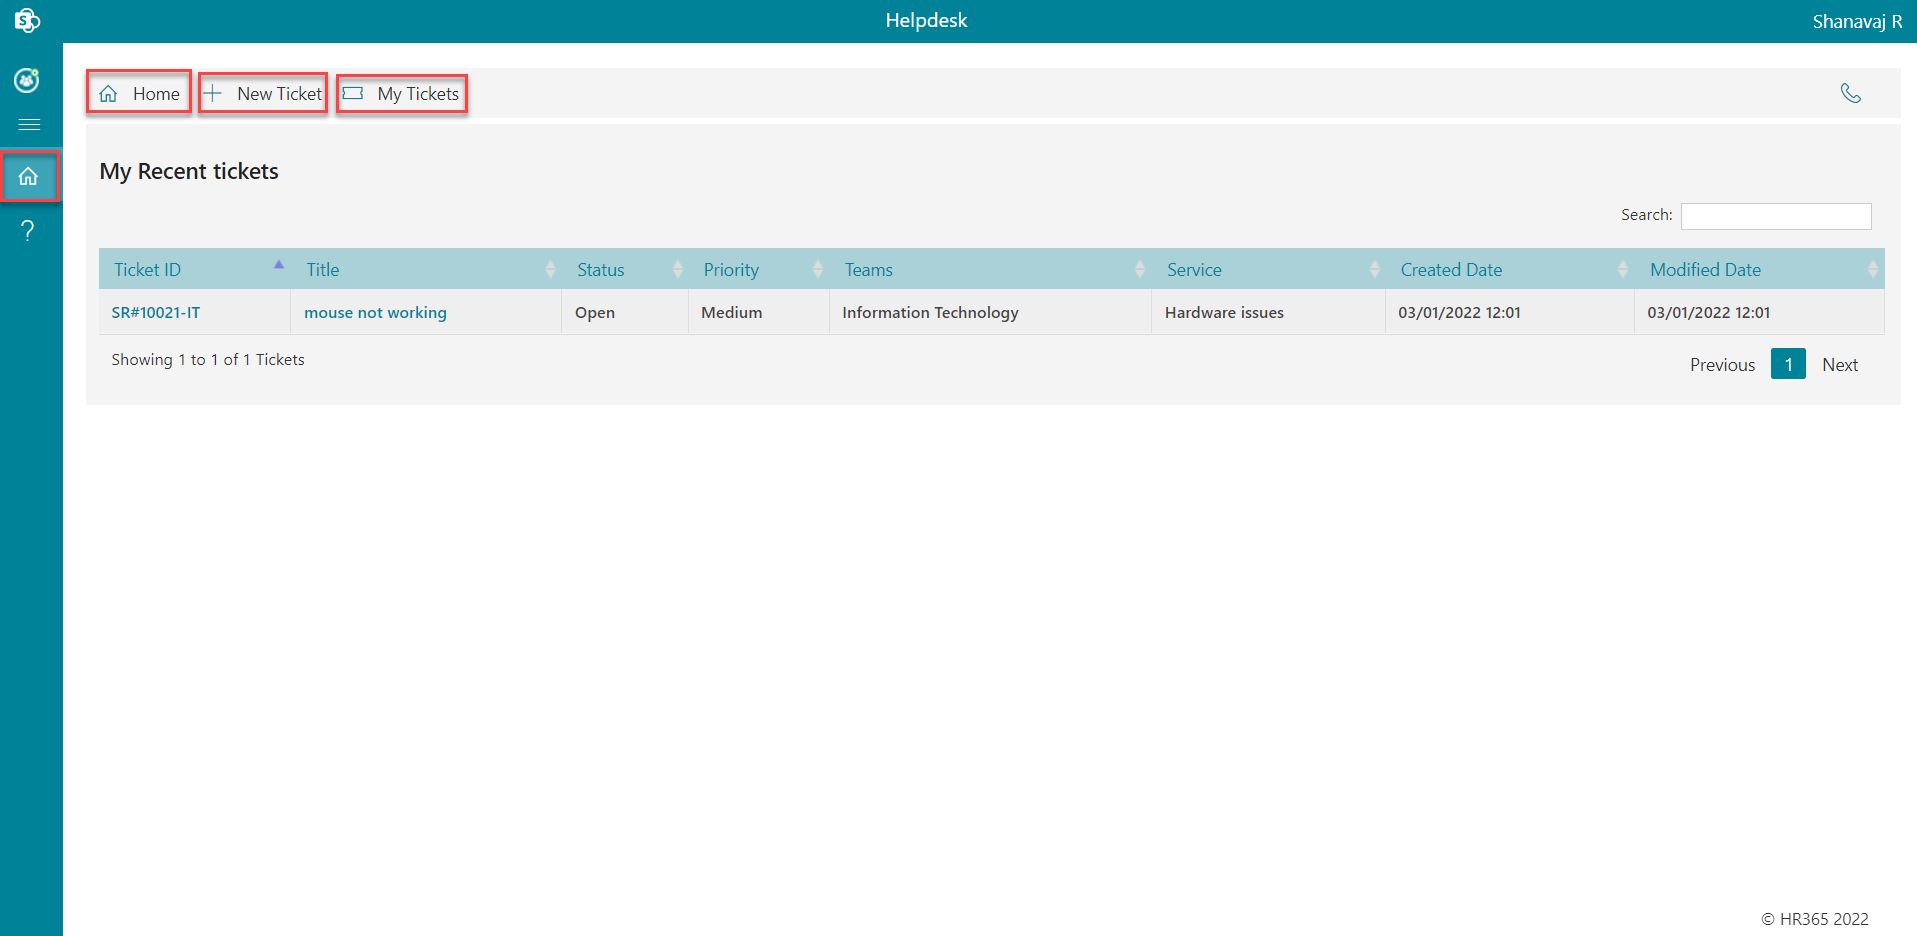 Helpdesk
Shanavaj R
Home New Ticket My Tickets
My Recent tickets
Search:
Ticket ID Title Status Priority Teams Service Created Date Modified Date
SR#10021-IT mouse not working Open Medium Information Technology Hardware issues 03/01/2022 12:01 03/01/2022 12:01
Showing 1 to 1 of 1 Tickets
Previous 1 Next
© HR365 2022